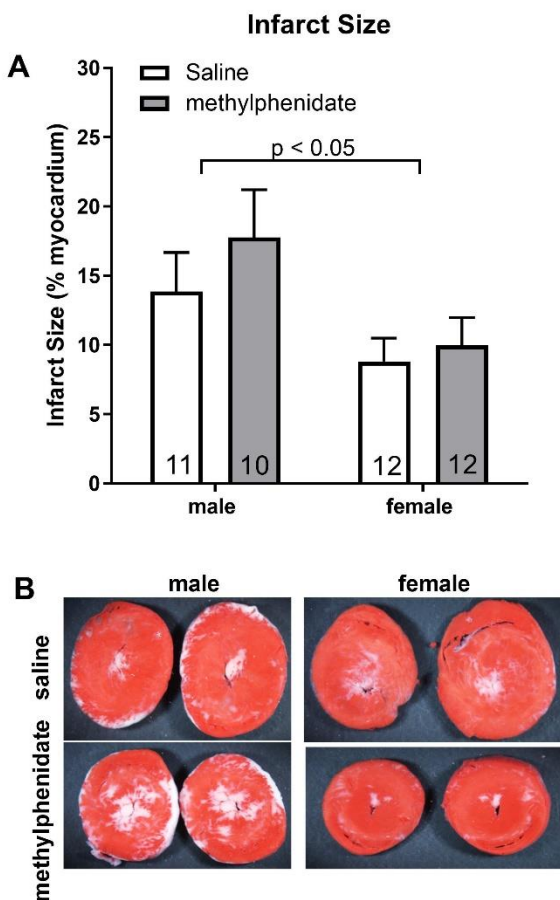 Infarct Size
A
Saline
methylphenidate
p < 0.05
Infarct Size (% myocardium)
30
25
20
15
10
5
0
11
10
12
12
male
female
B
male
female
saline
methylphenidate